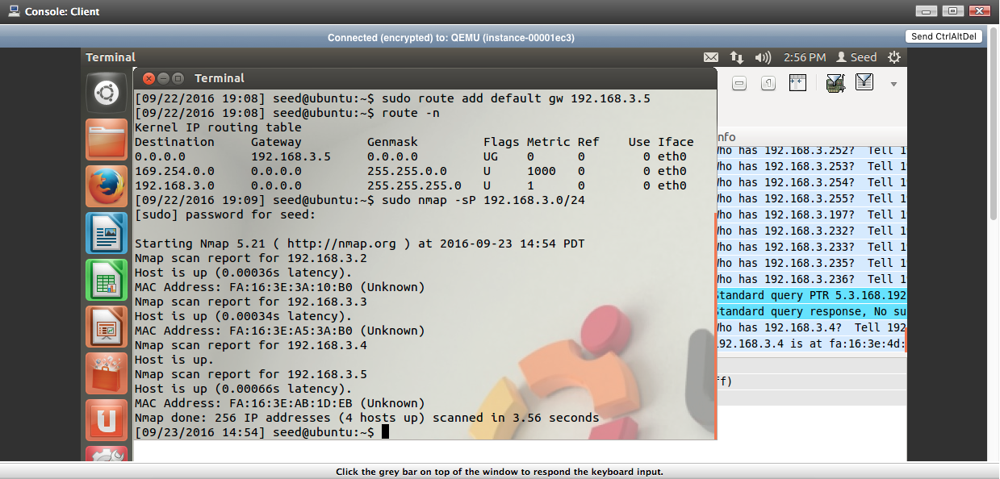 Console: Client
Connected (encrypted) to: QEMU (instance-00001ec3)
Send CtrlAltDel
Terminal
2:56 PM
Seed
Terminal
[09/22/2016 19:08] seed@ubuntu:~$ sudo route add default gw 192.168.3.5
[09/22/2016 19:08] seed@ubuntu:~$ route -n
Kernel IP routing table
Destination Gateway Genmask Flags Metric Ref Use Iface
0.0.0.0 192.168.3.5 0.0.0.0 UG 0 0 0 eth0
169.254.0.0 0.0.0.0 255.255.0.0 U 1000 0 0 eth0
192.168.3.0 0.0.0.0 255.255.255.0 U 1 0 0 eth0
[09/22/2016 19:09] seed@ubuntu:~$ sudo nmap -sP 192.168.3.0/24
[sudo] password for seed:
Starting Nmap 5.21 ( http://nmap.org ) at 2016-09-23 14:54 PDT
Nmap scan report for 192.168.3.2
Host is up (0.00036s latency).
MAC Address: FA:16:3E:3A:10:B0 (Unknown)
Nmap scan report for 192.168.3.3
Host is up (0.00034s latency).
MAC Address: FA:16:3E:A5:3A:B0 (Unknown)
Nmap scan report for 192.168.3.4
Host is up.
Nmap scan report for 192.168.3.5
Host is up (0.00066s latency).
MAC Address: FA:16:3E:AB:1D:EB (Unknown)
Nmap done: 256 IP addresses (4 hosts up) scanned in 3.56 seconds
[09/23/2016 14:54] seed@ubuntu:~$
nfo
Who has 192.168.3.252? Tell 1
Who has 192.168.3.253? Tell 1
Who has 192.168.3.254? Tell 1
Who has 192.168.3.255? Tell 1
Who has 192.168.3.197? Tell 1
Who has 192.168.3.232? Tell 1
Who has 192.168.3.233? Tell 1
Who has 192.168.3.235? Tell 1
Who has 192.168.3.236? Tell 1
Standard query PTR 5.3.168.192
Standard query response, No su
Who has 192.168.3.4? Tell 192
192.168.3.4 is at fa:16:3e:4d:
ff)
Click the grey bar on top of the window to respond the keyboard input.